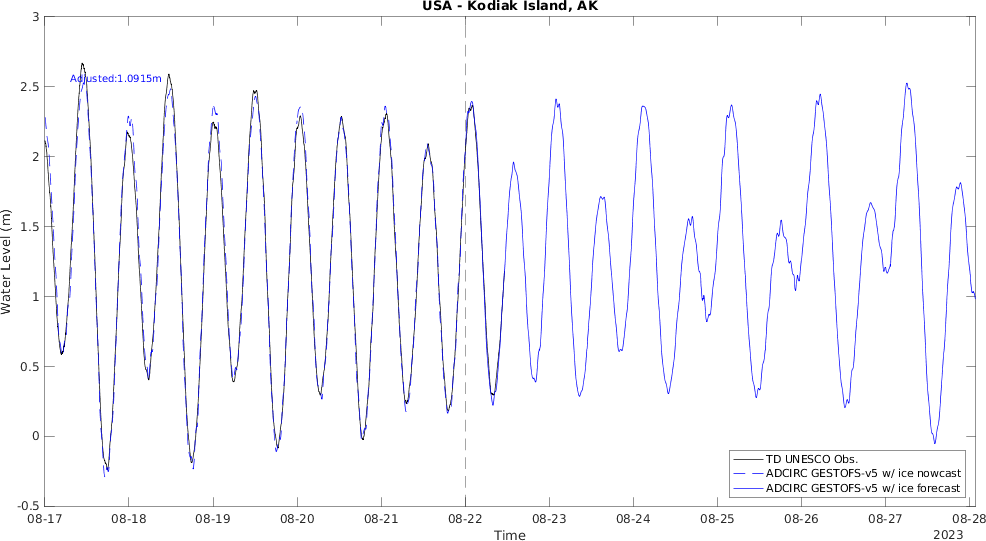 USA - Kodiak Island, AK
3
2.5
2
1.5
1
0.5
0
-0.5
Water Level (m)
Adjusted:1.0915m
TD UNESCO Obs.
ADCIRC GESTOFS-v5 w/ ice nowcast
ADCIRC GESTOFS-v5 w/ ice forecast
08-17 08-18 08-19 08-20 08-21 08-22 08-23 08-24 08-25 08-26 08-27 08-28
Time
2023